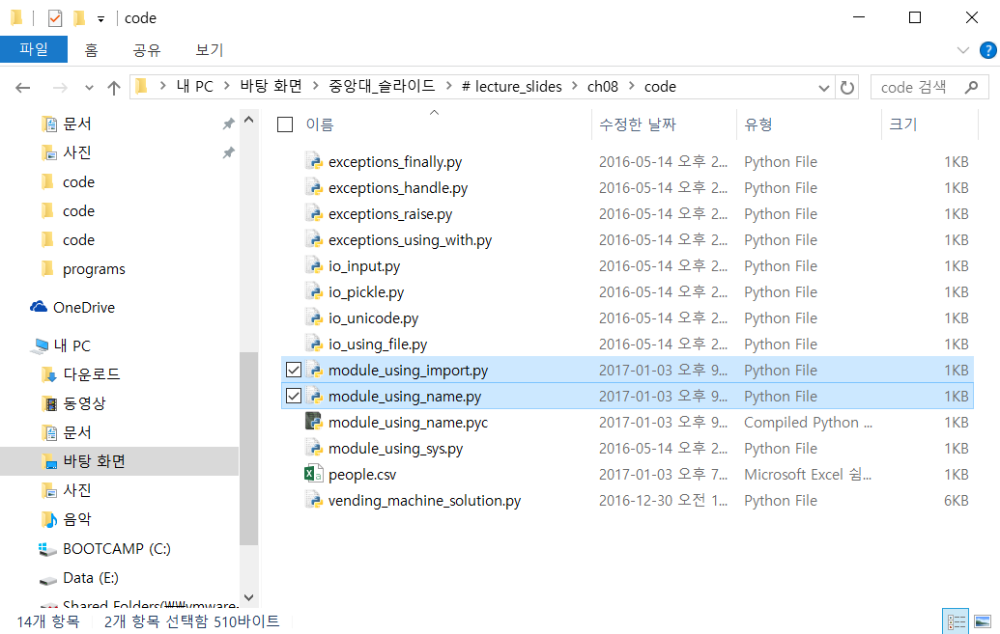 code
파일 홈 공유 보기
내 PC 바탕 화면 중앙대_슬라이드 # lecture_slides ch08 code code 검색
이름 수정한 날짜 유형 크기
문서
사진
code
code
code
programs
OneDrive
내 PC
다운로드
동영상
문서
바탕 화면
사진
음악
BOOTCAMP (C:)
Data (E:)
Shared Folders(₩₩vmware-
exceptions_finally.py 2016-05-14 오후 2... Python File 1KB
exceptions_handle.py 2016-05-14 오후 2... Python File 1KB
exceptions_raise.py 2016-05-14 오후 2... Python File 1KB
exceptions_using_with.py 2016-05-14 오후 2... Python File 1KB
io_input.py 2016-05-14 오후 2... Python File 1KB
io_pickle.py 2016-05-14 오후 2... Python File 1KB
io_unicode.py 2016-05-14 오후 2... Python File 1KB
io_using_file.py 2016-05-14 오후 2... Python File 1KB
module_using_import.py 2017-01-03 오후 9... Python File 1KB
module_using_name.py 2017-01-03 오후 9... Python File 1KB
module_using_name.pyc 2017-01-03 오후 9... Compiled Python ... 1KB
module_using_sys.py 2016-05-14 오후 2... Python File 1KB
people.csv 2017-01-03 오후 7... Microsoft Excel 쉼... 1KB
vending_machine_solution.py 2016-12-30 오전 1... Python File 6KB
14개 항목 2개 항목 선택함 510바이트